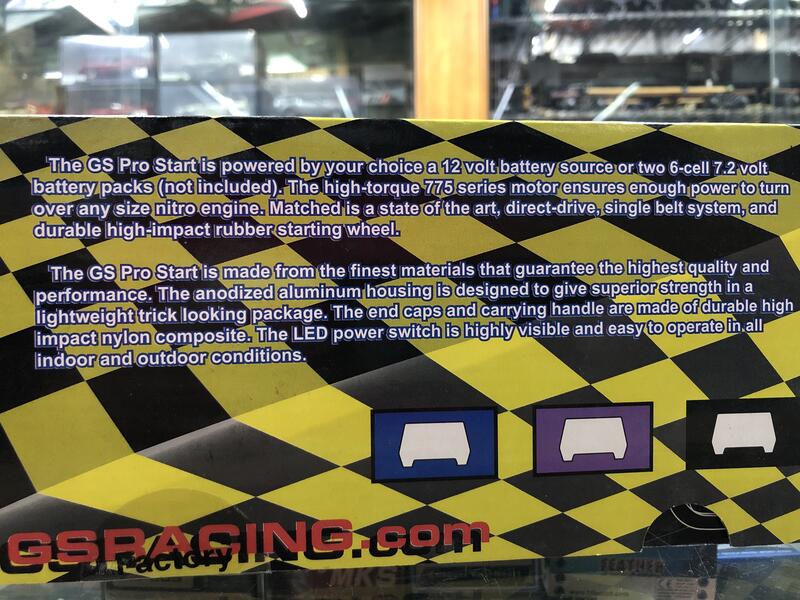 The GS Pro Start is powered by your choice a 12 volt battery source or two 6-cell 7.2 volt
battery packs (not included). The high-torque 775 series motor ensures enough power to turn
over any size nitro engine. Matched is a state of the art, direct-drive, single belt system, and
durable high-impact rubber starting wheel.
The GS Pro Start is made from the finest materials that guarantee the highest quality and
performance. The anodized aluminum housing is designed to give superior strength in a
lightweight trick looking package. The end caps and carrying handle are made of durable high
impact nylon composite. The LED power switch is highly visible and easy to operate in all
indoor and outdoor conditions.
GSRACING.com
Factory
MKS
FEATHER